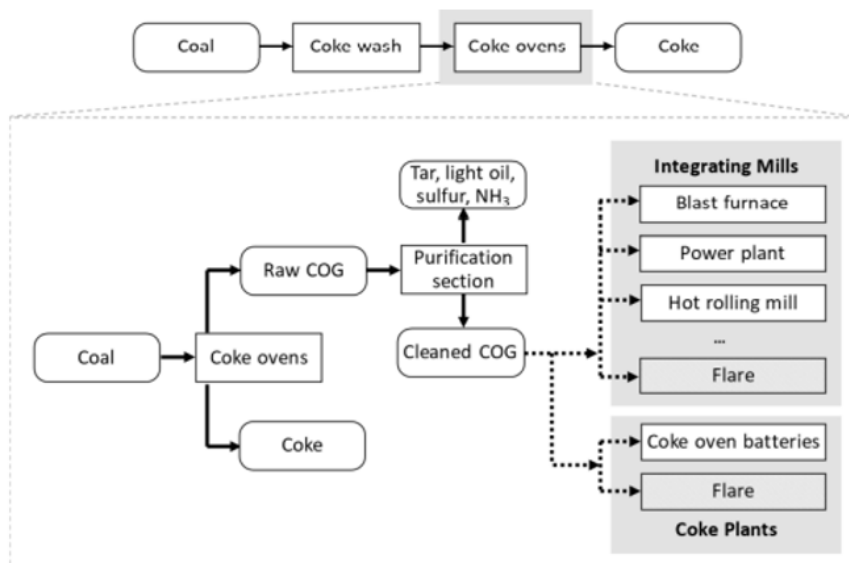 Coal
Coke wash
Coke ovens
Coke
Tar, light oil,
sulfur, NH₃
Raw COG
Purification
section
Coal
Coke ovens
Cleaned COG
Coke
Integrating Mills
Blast furnace
Power plant
Hot rolling mill
...
Flare
Coke oven batteries
Flare
Coke Plants